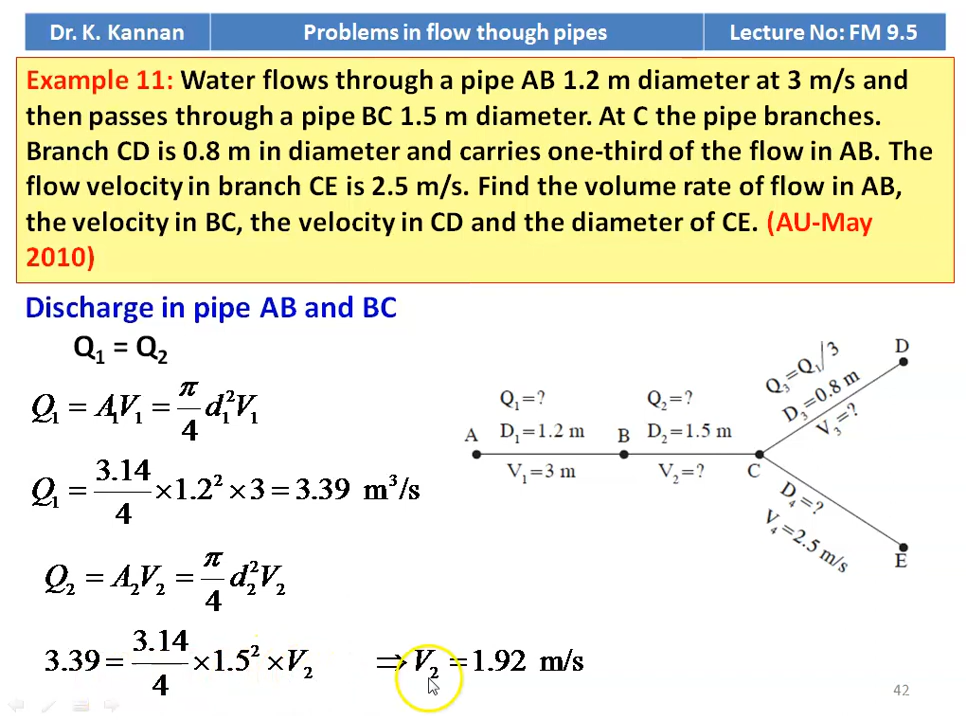 Dr. K. Kannan
Problems in flow though pipes
Lecture No: FM 9.5
Example 11: Water flows through a pipe AB 1.2 m diameter at 3 m/s and
then passes through a pipe BC 1.5 m diameter. At C the pipe branches.
Branch CD is 0.8 m in diameter and carries one-third of the flow in AB. The
flow velocity in branch CE is 2.5 m/s. Find the volume rate of flow in AB,
the velocity in BC, the velocity in CD and the diameter of CE. (AU-May
2010)
Discharge in pipe AB and BC
Q₁ = Q₂
Q₁ = A₁V₁ = π/4 d₁²V₁
Q₁ = 3.14/4 × 1.2² × 3 = 3.39 m³/s
Q₂ = A₂V₂ = π/4 d₂²V₂
3.39 = 3.14/4 × 1.5² × V₂ ⇒ V₂ = 1.92 m/s
Q₁=? Q₂=?
A D₁=1.2 m B D₂=1.5 m
V₁=3 m V₂=? C
Q₃=Q₁/3
D₃=0.8 m
V₃=?
D
D₄=?
V₄=2.5 m/s
E
42